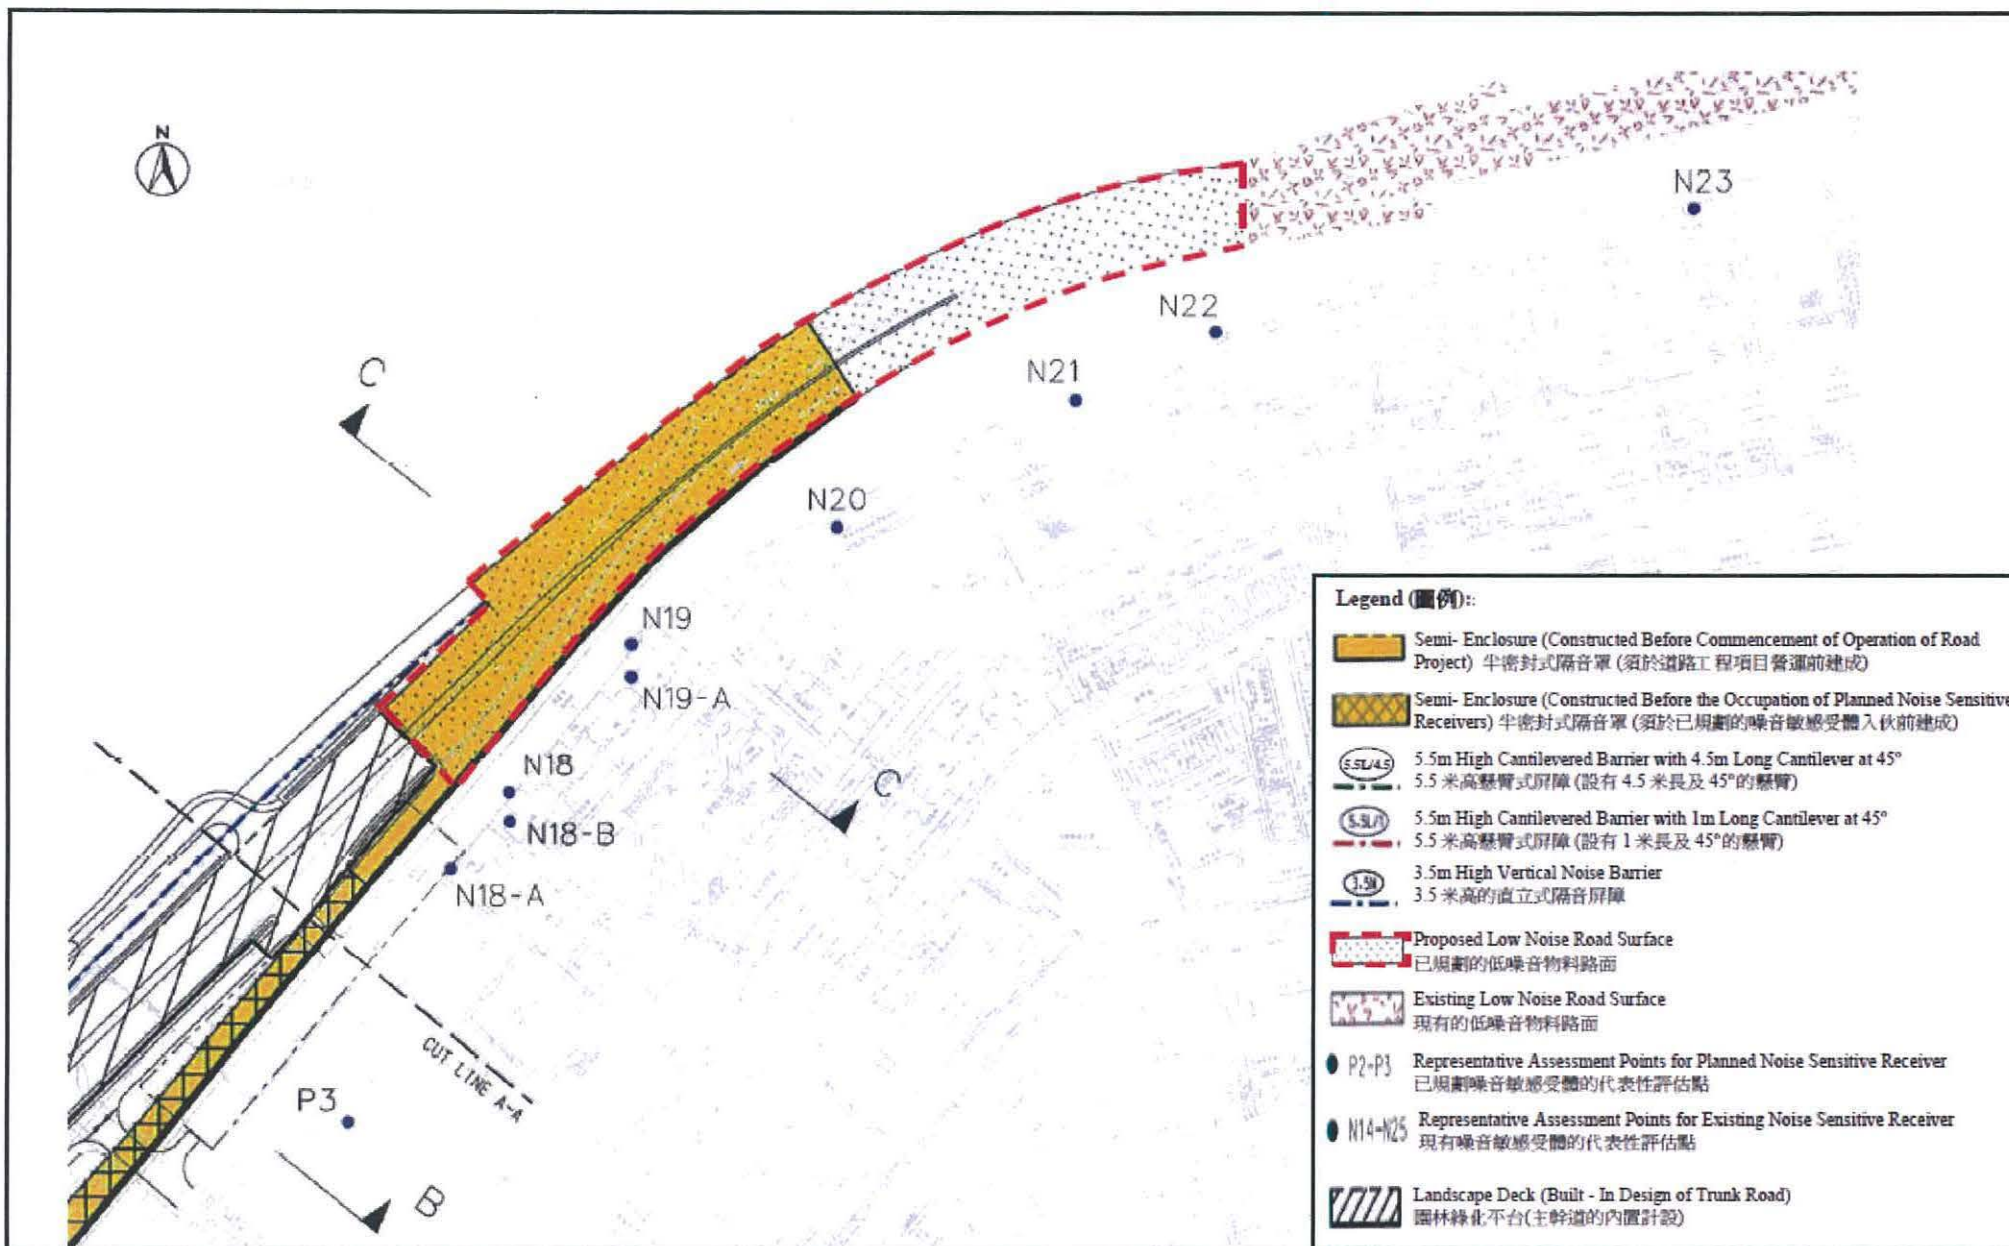 N
N23
N22
N21
C
N20
N19
N19-A
N18
C
N18-B
N18-A
CUT LINE A-A
P3
B
Legend (圖例)::
Semi- Enclosure (Constructed Before Commencement of Operation of Road
Project) 半密封式隔音罩 (須於道路工程項目營運前建成)
Semi- Enclosure (Constructed Before the Occupation of Planned Noise Sensitive
Receivers) 半密封式隔音罩 (須於已規劃的噪音敏感受體入伙前建成)
5.5L/4.5
5.5m High Cantilevered Barrier with 4.5m Long Cantilever at 45°
5.5 米高懸臂式屏障 (設有 4.5 米長及 45°的懸臂)
5.5L/1
5.5m High Cantilevered Barrier with 1m Long Cantilever at 45°
5.5 米高懸臂式屏障 (設有 1 米長及 45°的懸臂)
3.5M
3.5m High Vertical Noise Barrier
3.5 米高的直立式隔音屏障
Proposed Low Noise Road Surface
已規劃的低噪音物料路面
Existing Low Noise Road Surface
現有的低噪音物料路面
P2-P3 Representative Assessment Points for Planned Noise Sensitive Receiver
已規劃噪音敏感受體的代表性評估點
N14-N25 Representative Assessment Points for Existing Noise Sensitive Receiver
現有噪音敏感受體的代表性評估點
Landscape Deck (Built - In Design of Trunk Road)
園林綠化平台(主幹道的內置計設)